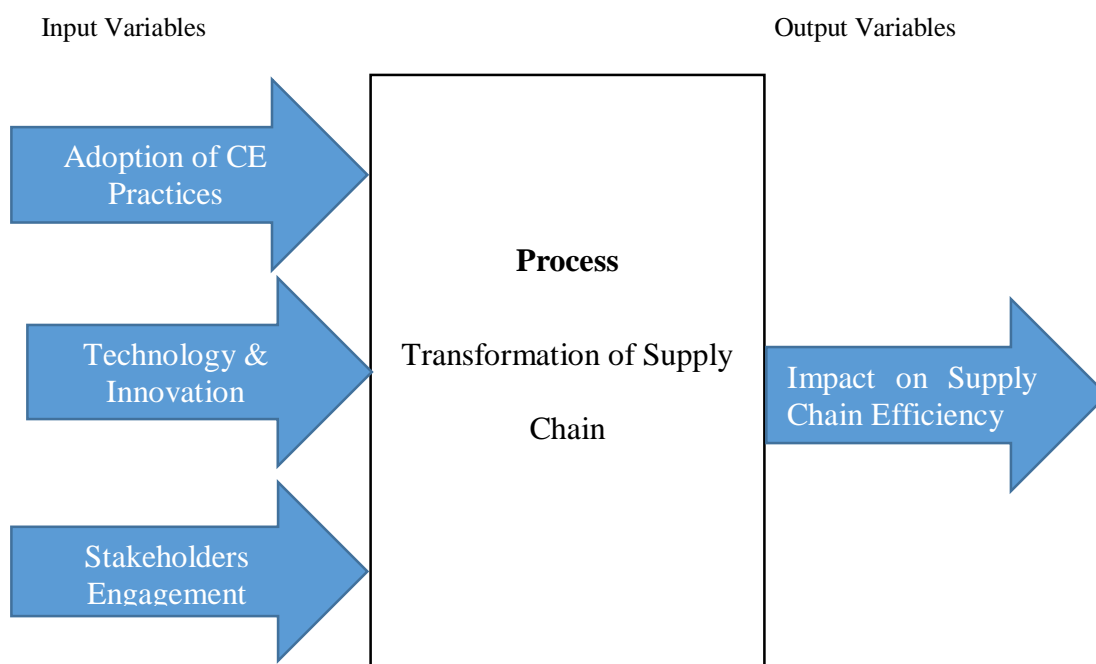 Input Variables
Output Variables
Adoption of CE
Practices
Technology &
Innovation
Stakeholders
Engagement
Process
Transformation of Supply
Chain
Impact on Supply
Chain Efficiency